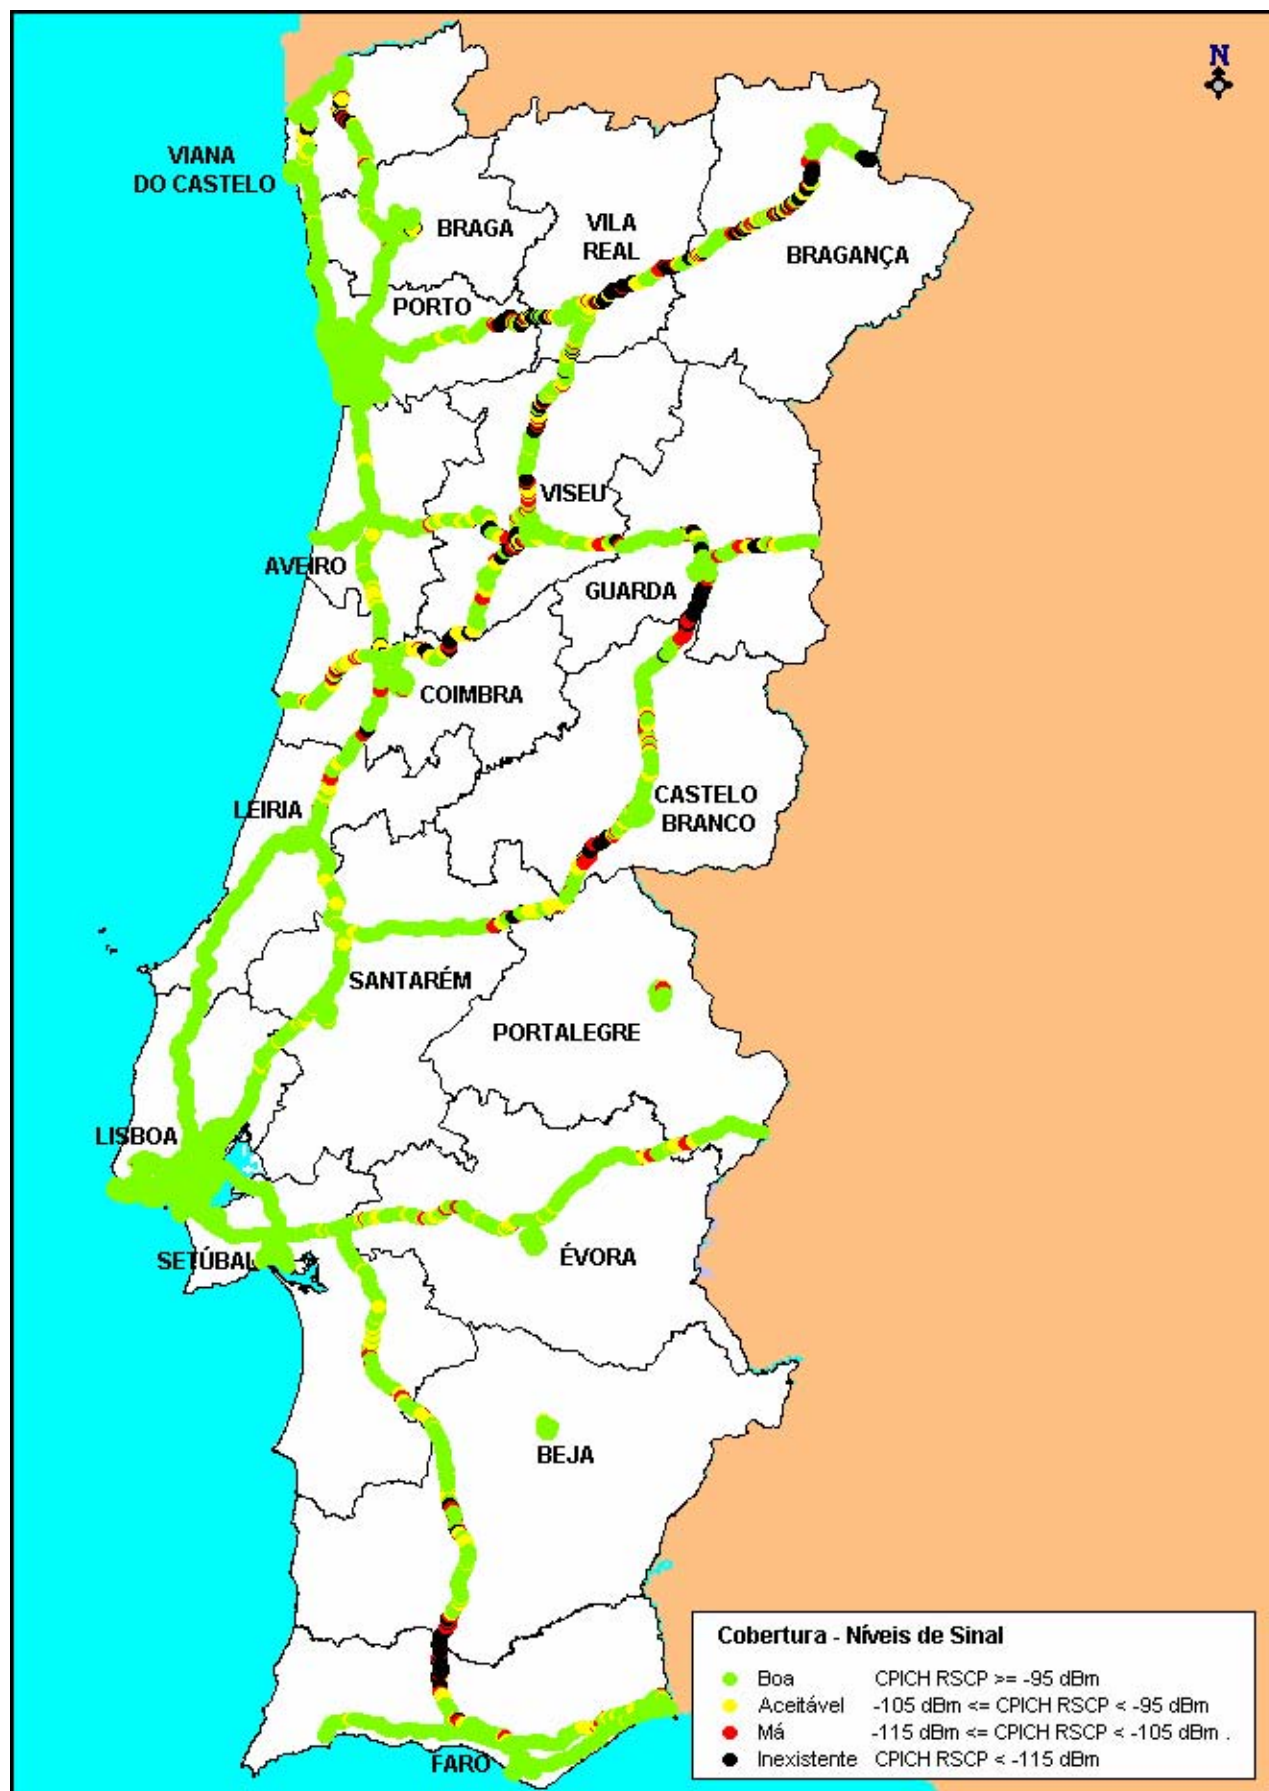 N
VIANA
DO CASTELO
BRAGA
VILA
REAL
BRAGANÇA
PORTO
VISEU
AVEIRO
GUARDA
COIMBRA
LEIRIA
CASTELO
BRANCO
SANTARÉM
PORTALEGRE
LISBOA
SETÚBAL
ÉVORA
BEJA
FARO
Cobertura - Níveis de Sinal
Boa CPICH RSCP >= -95 dBm
Aceitável -105 dBm <= CPICH RSCP < -95 dBm
Má -115 dBm <= CPICH RSCP < -105 dBm .
Inexistente CPICH RSCP < -115 dBm